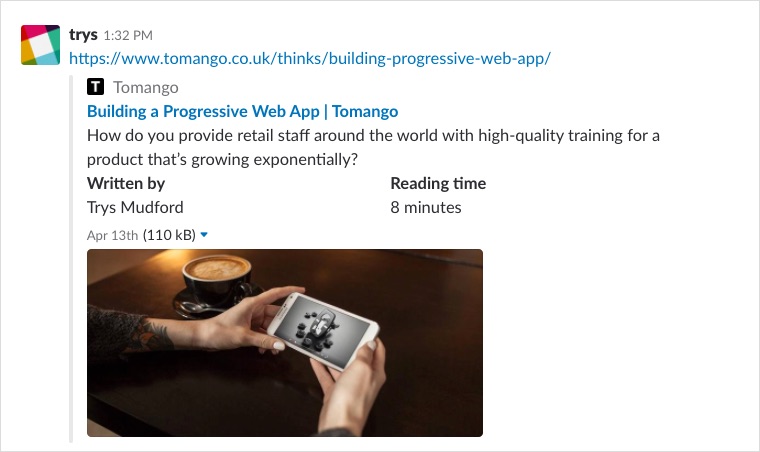 trys 1:32 PM
https://www.tomango.co.uk/thinks/building-progressive-web-app/
T Tomango
Building a Progressive Web App | Tomango
How do you provide retail staff around the world with high-quality training for a
product that’s growing exponentially?
Written by Reading time
Trys Mudford 8 minutes
Apr 13th (110 kB)